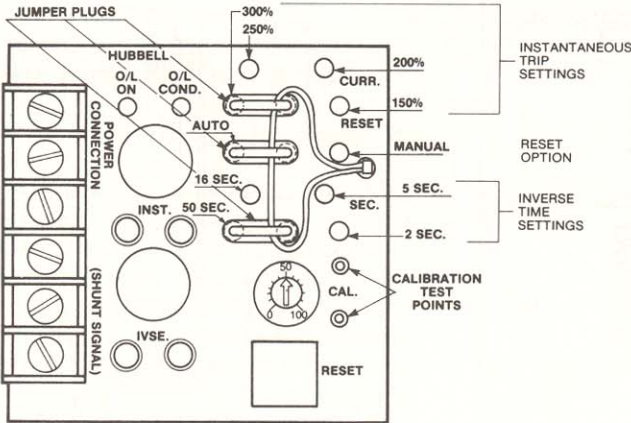 JUMPER PLUGS
300%
250%
HUBBELL
O/L
ON
O/L
COND.
200%
CURR.
INSTANTANEOUS
TRIP
SETTINGS
150%
RESET
AUTO
MANUAL
RESET
OPTION
POWER
CONNECTION
16 SEC.
5 SEC.
SEC.
50 SEC.
2 SEC.
INVERSE
TIME
SETTINGS
INST.
50
0
100
CAL.
CALIBRATION
TEST
POINTS
(SHUNT SIGNAL)
IVSE.
RESET